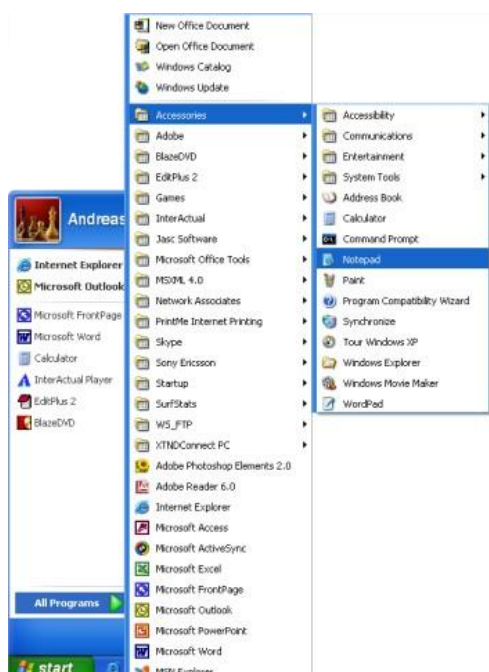 New Office Document
Open Office Document
Windows Catalog
Windows Update
Accessories
Adobe
BlazeDVD
EditPlus 2
Games
InterActual
Jasc Software
Microsoft Office Tools
MSXML 4.0
Network Associates
PrintMe Internet Printing
Skype
Sony Ericsson
Startup
SurfStats
WS_FTP
XTNDConnect PC
Adobe Photoshop Elements 2.0
Adobe Reader 6.0
Internet Explorer
Microsoft Access
Microsoft ActiveSync
Microsoft Excel
Microsoft FrontPage
Microsoft Outlook
Microsoft PowerPoint
Microsoft Word
MSN Explorer
Accessibility
Communications
Entertainment
System Tools
Address Book
Calculator
Command Prompt
Notepad
Paint
Program Compatibility Wizard
Synchronize
Tour Windows XP
Windows Explorer
Windows Movie Maker
WordPad
Andreas
Internet Explorer
Microsoft Outlook
Microsoft FrontPage
Microsoft Word
Calculator
InterActual Player
EditPlus 2
BlazeDVD
All Programs
start